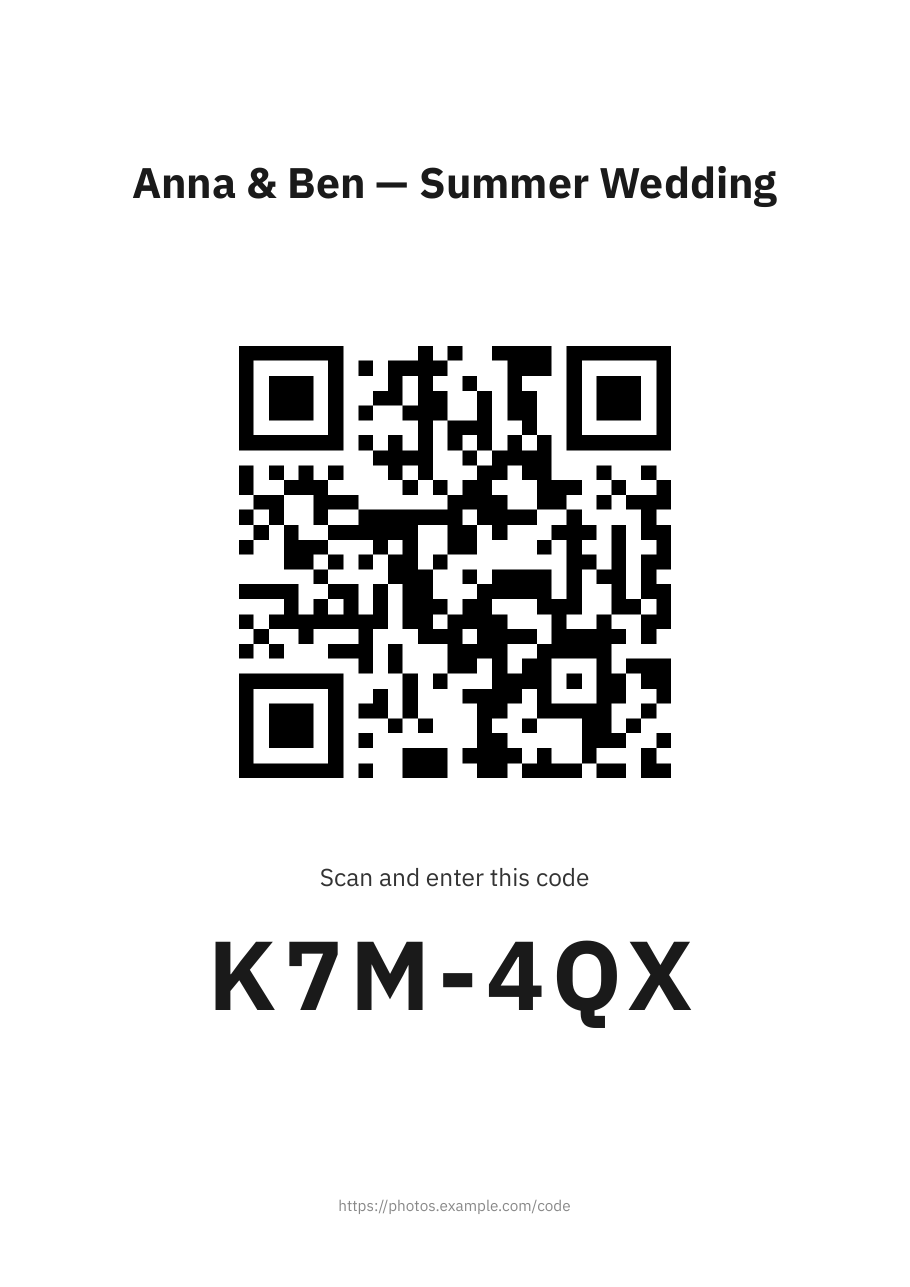 Anna & Ben — Summer Wedding
Scan and enter this code
K7M-4QX
https://photos.example.com/code